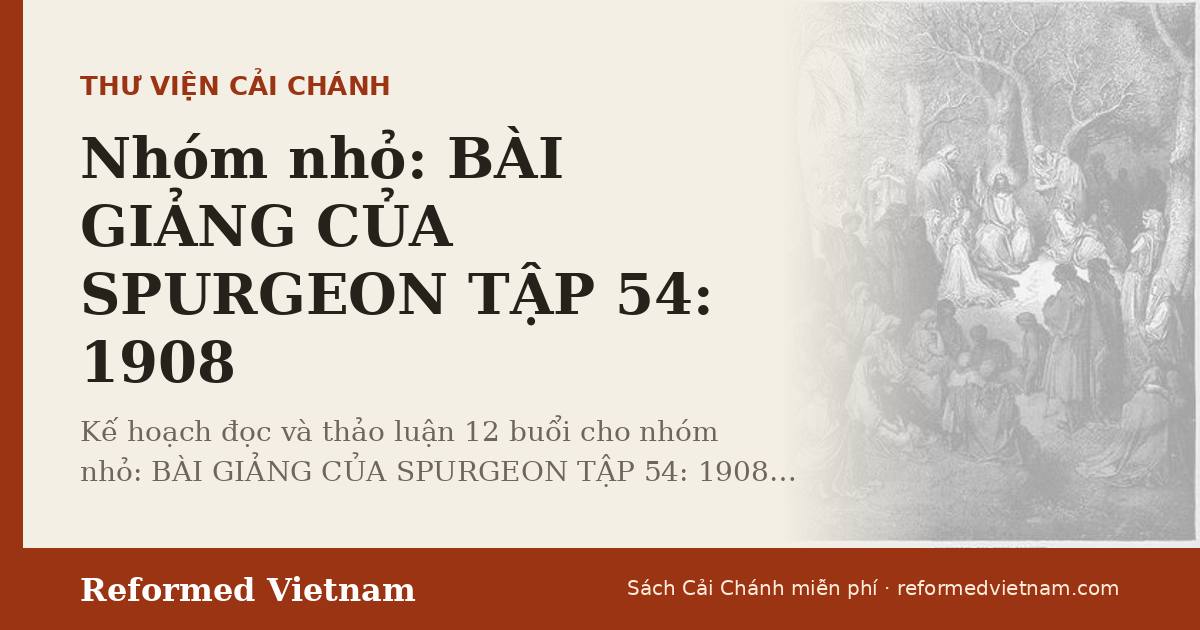 THƯ VIỆN CẢI CHÁNH
Nhóm nhỏ: BÀI
GIẢNG CỦA
SPURGEON TẬP 54:
1908
Kế hoạch đọc và thảo luận 12 buổi cho nhóm
nhỏ: BÀI GIẢNG CỦA SPURGEON TẬP 54: 1908...
Reformed Vietnam
Sách Cải Chánh miễn phí · reformedvietnam.com